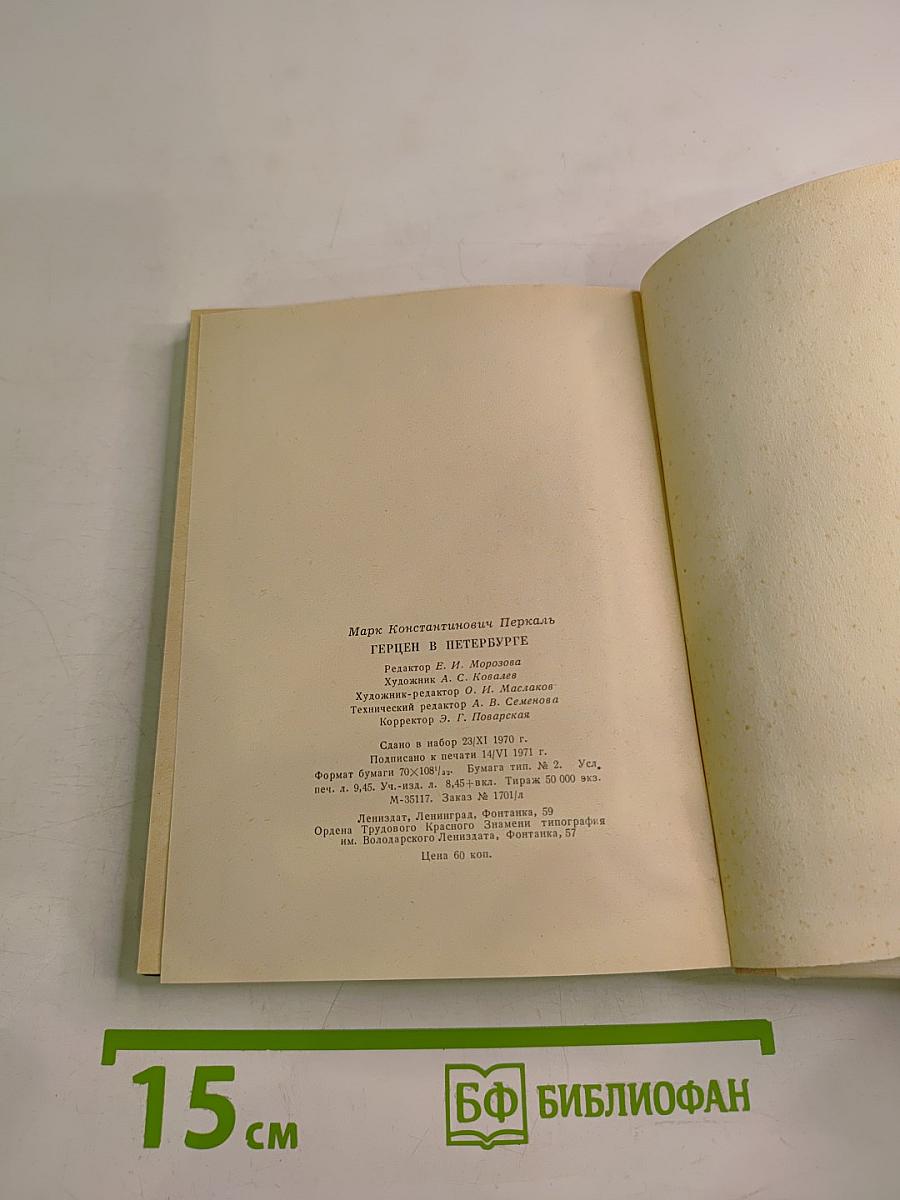 Марк Константинович Перкаль
ГЕРЦЕН В ПЕТЕРБУРГЕ
Редактор Е. И. Морозова
Художник А. С. Ковалев
Художник-редактор О. И. Маслаков
Технический редактор А. В. Семенова
Корректор Э. Г. Поварская
Сдано в набор 23/XI 1970 г.
Подписано к печати 14/VI 1971 г.
Формат бумаги 70×108¹/₃₂. Бумага тип. № 2. Усл.
печ. л. 9,45. Уч.-изд. л. 8,45+вкл. Тираж 50 000 экз.
М-35117. Заказ № 1701/л
Лениздат, Ленинград, Фонтанка, 59
Ордена Трудового Красного Знамени типография
им. Володарского Лениздата, Фонтанка, 57
Цена 60 коп.
15 см
БФ БИБЛИОФАН